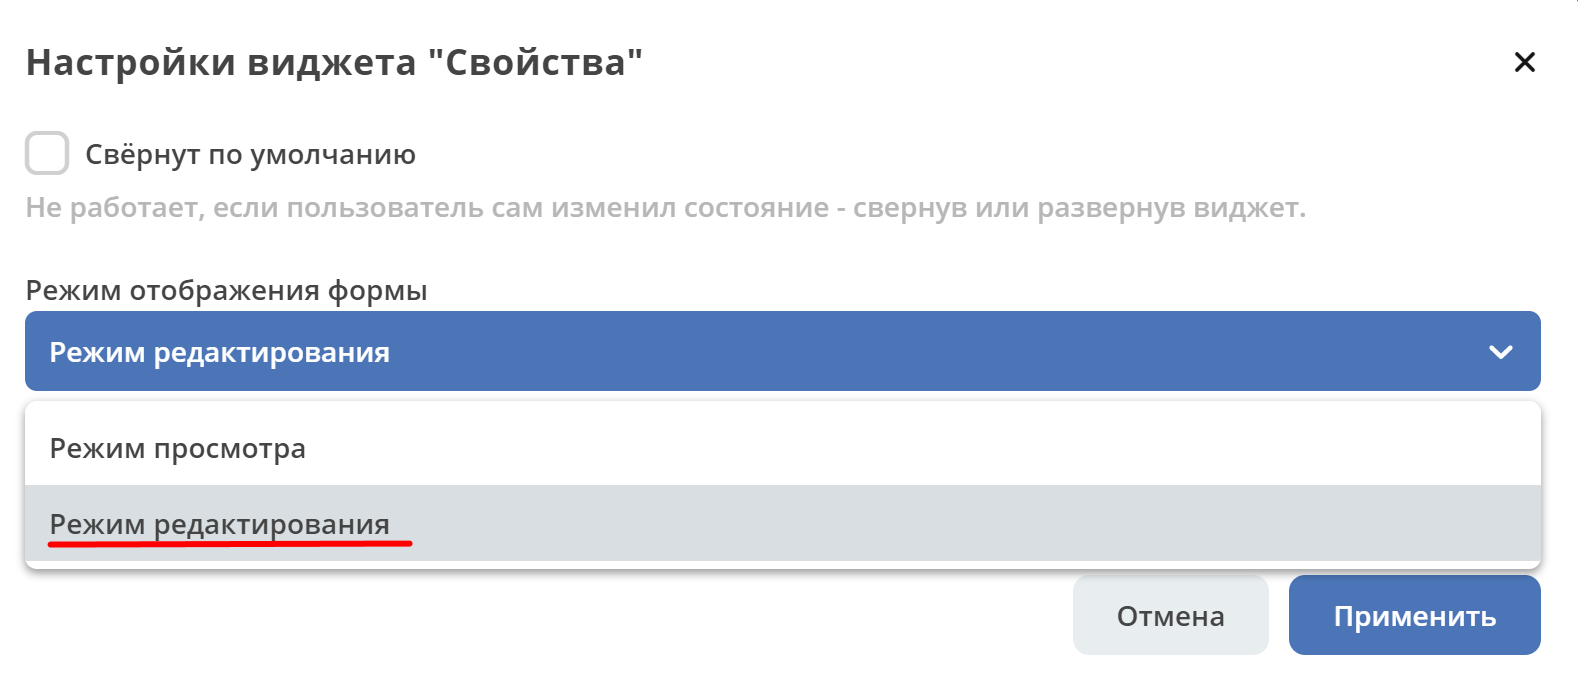 Настройки виджета "Свойства"
Свёрнут по умолчанию
Не работает, если пользователь сам изменил состояние - свернув или развернув виджет.
Режим отображения формы
Режим редактирования
Режим просмотра
Режим редактирования
Отмена
Применить